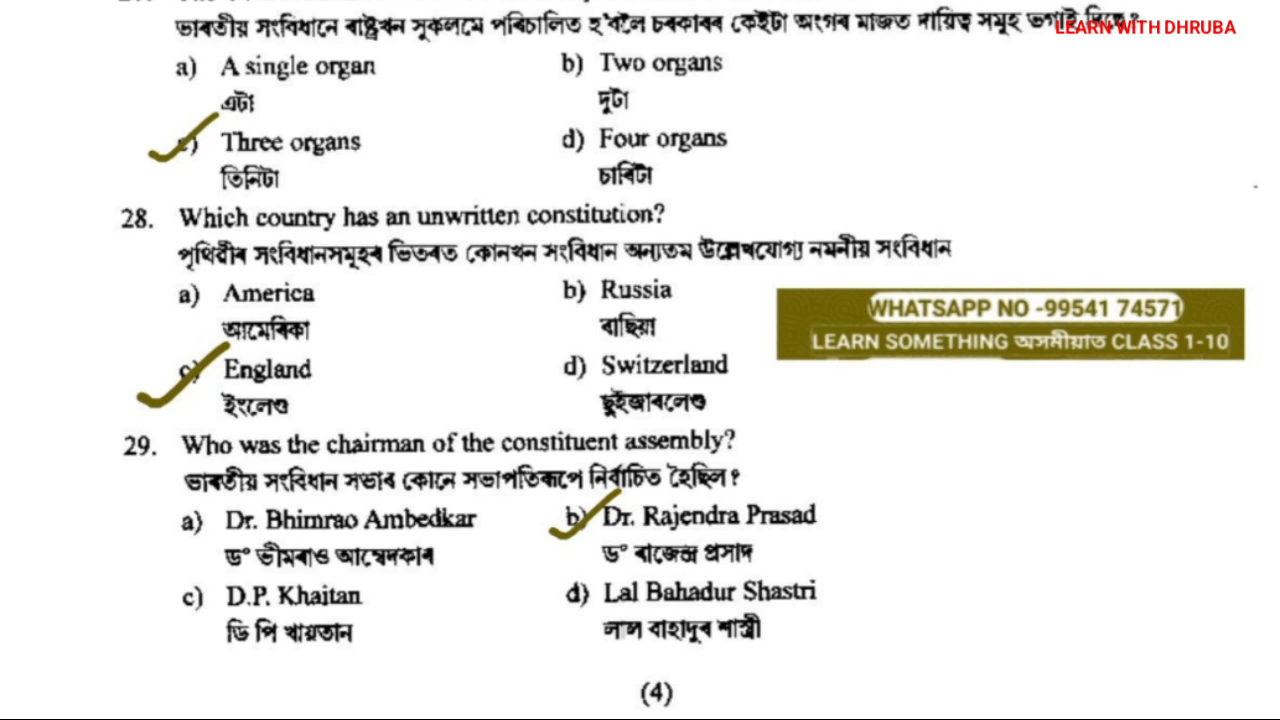 ভাৰতীয় সংবিধানে ৰাষ্ট্ৰখন সুকলমে পৰিচালিত হ'বলৈ চৰকাৰৰ কেইটা অংগৰ মাজত দায়িত্ব সমূহ ভগাই দিছে?
LEARN WITH DHRUBA
a) A single organ
এটা
b) Two organs
দুটা
c) Three organs
তিনিটা
d) Four organs
চাৰিটা
28. Which country has an unwritten constitution?
পৃথিৱীৰ সংবিধানসমূহৰ ভিতৰত কোনখন সংবিধান অন্যতম উল্লেখযোগ্য নমনীয় সংবিধান
a) America
আমেৰিকা
b) Russia
ৰাছিয়া
c) England
ইংলেণ্ড
d) Switzerland
ছুইজাৰলেণ্ড
WHATSAPP NO -99541 74571
LEARN SOMETHING অসমীয়াত CLASS 1-10
29. Who was the chairman of the constituent assembly?
ভাৰতীয় সংবিধান সভাৰ কোনে সভাপতিৰূপে নিৰ্বাচিত হৈছিল?
a) Dr. Bhimrao Ambedkar
ড° ভীমৰাও আম্বেদকাৰ
b) Dr. Rajendra Prasad
ড° ৰাজেন্দ্ৰ প্ৰসাদ
c) D.P. Khaitan
ডি পি খায়তান
d) Lal Bahadur Shastri
লাল বাহাদুৰ শাস্ত্ৰী
(4)